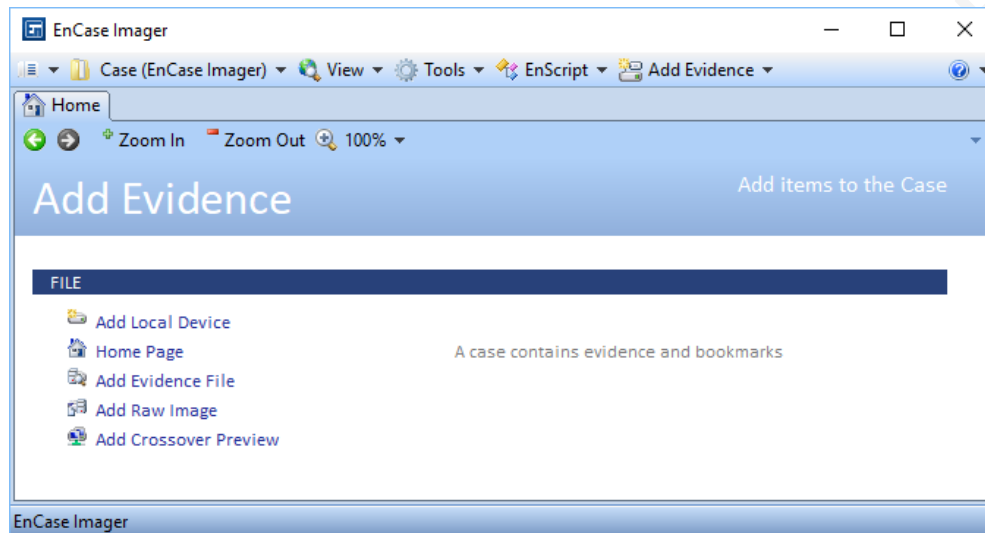 EnCase Imager
Case (EnCase Imager) View Tools EnScript Add Evidence
Home
Zoom In Zoom Out 100%
Add Evidence
Add items to the Case
FILE
Add Local Device
Home Page
A case contains evidence and bookmarks
Add Evidence File
Add Raw Image
Add Crossover Preview
EnCase Imager